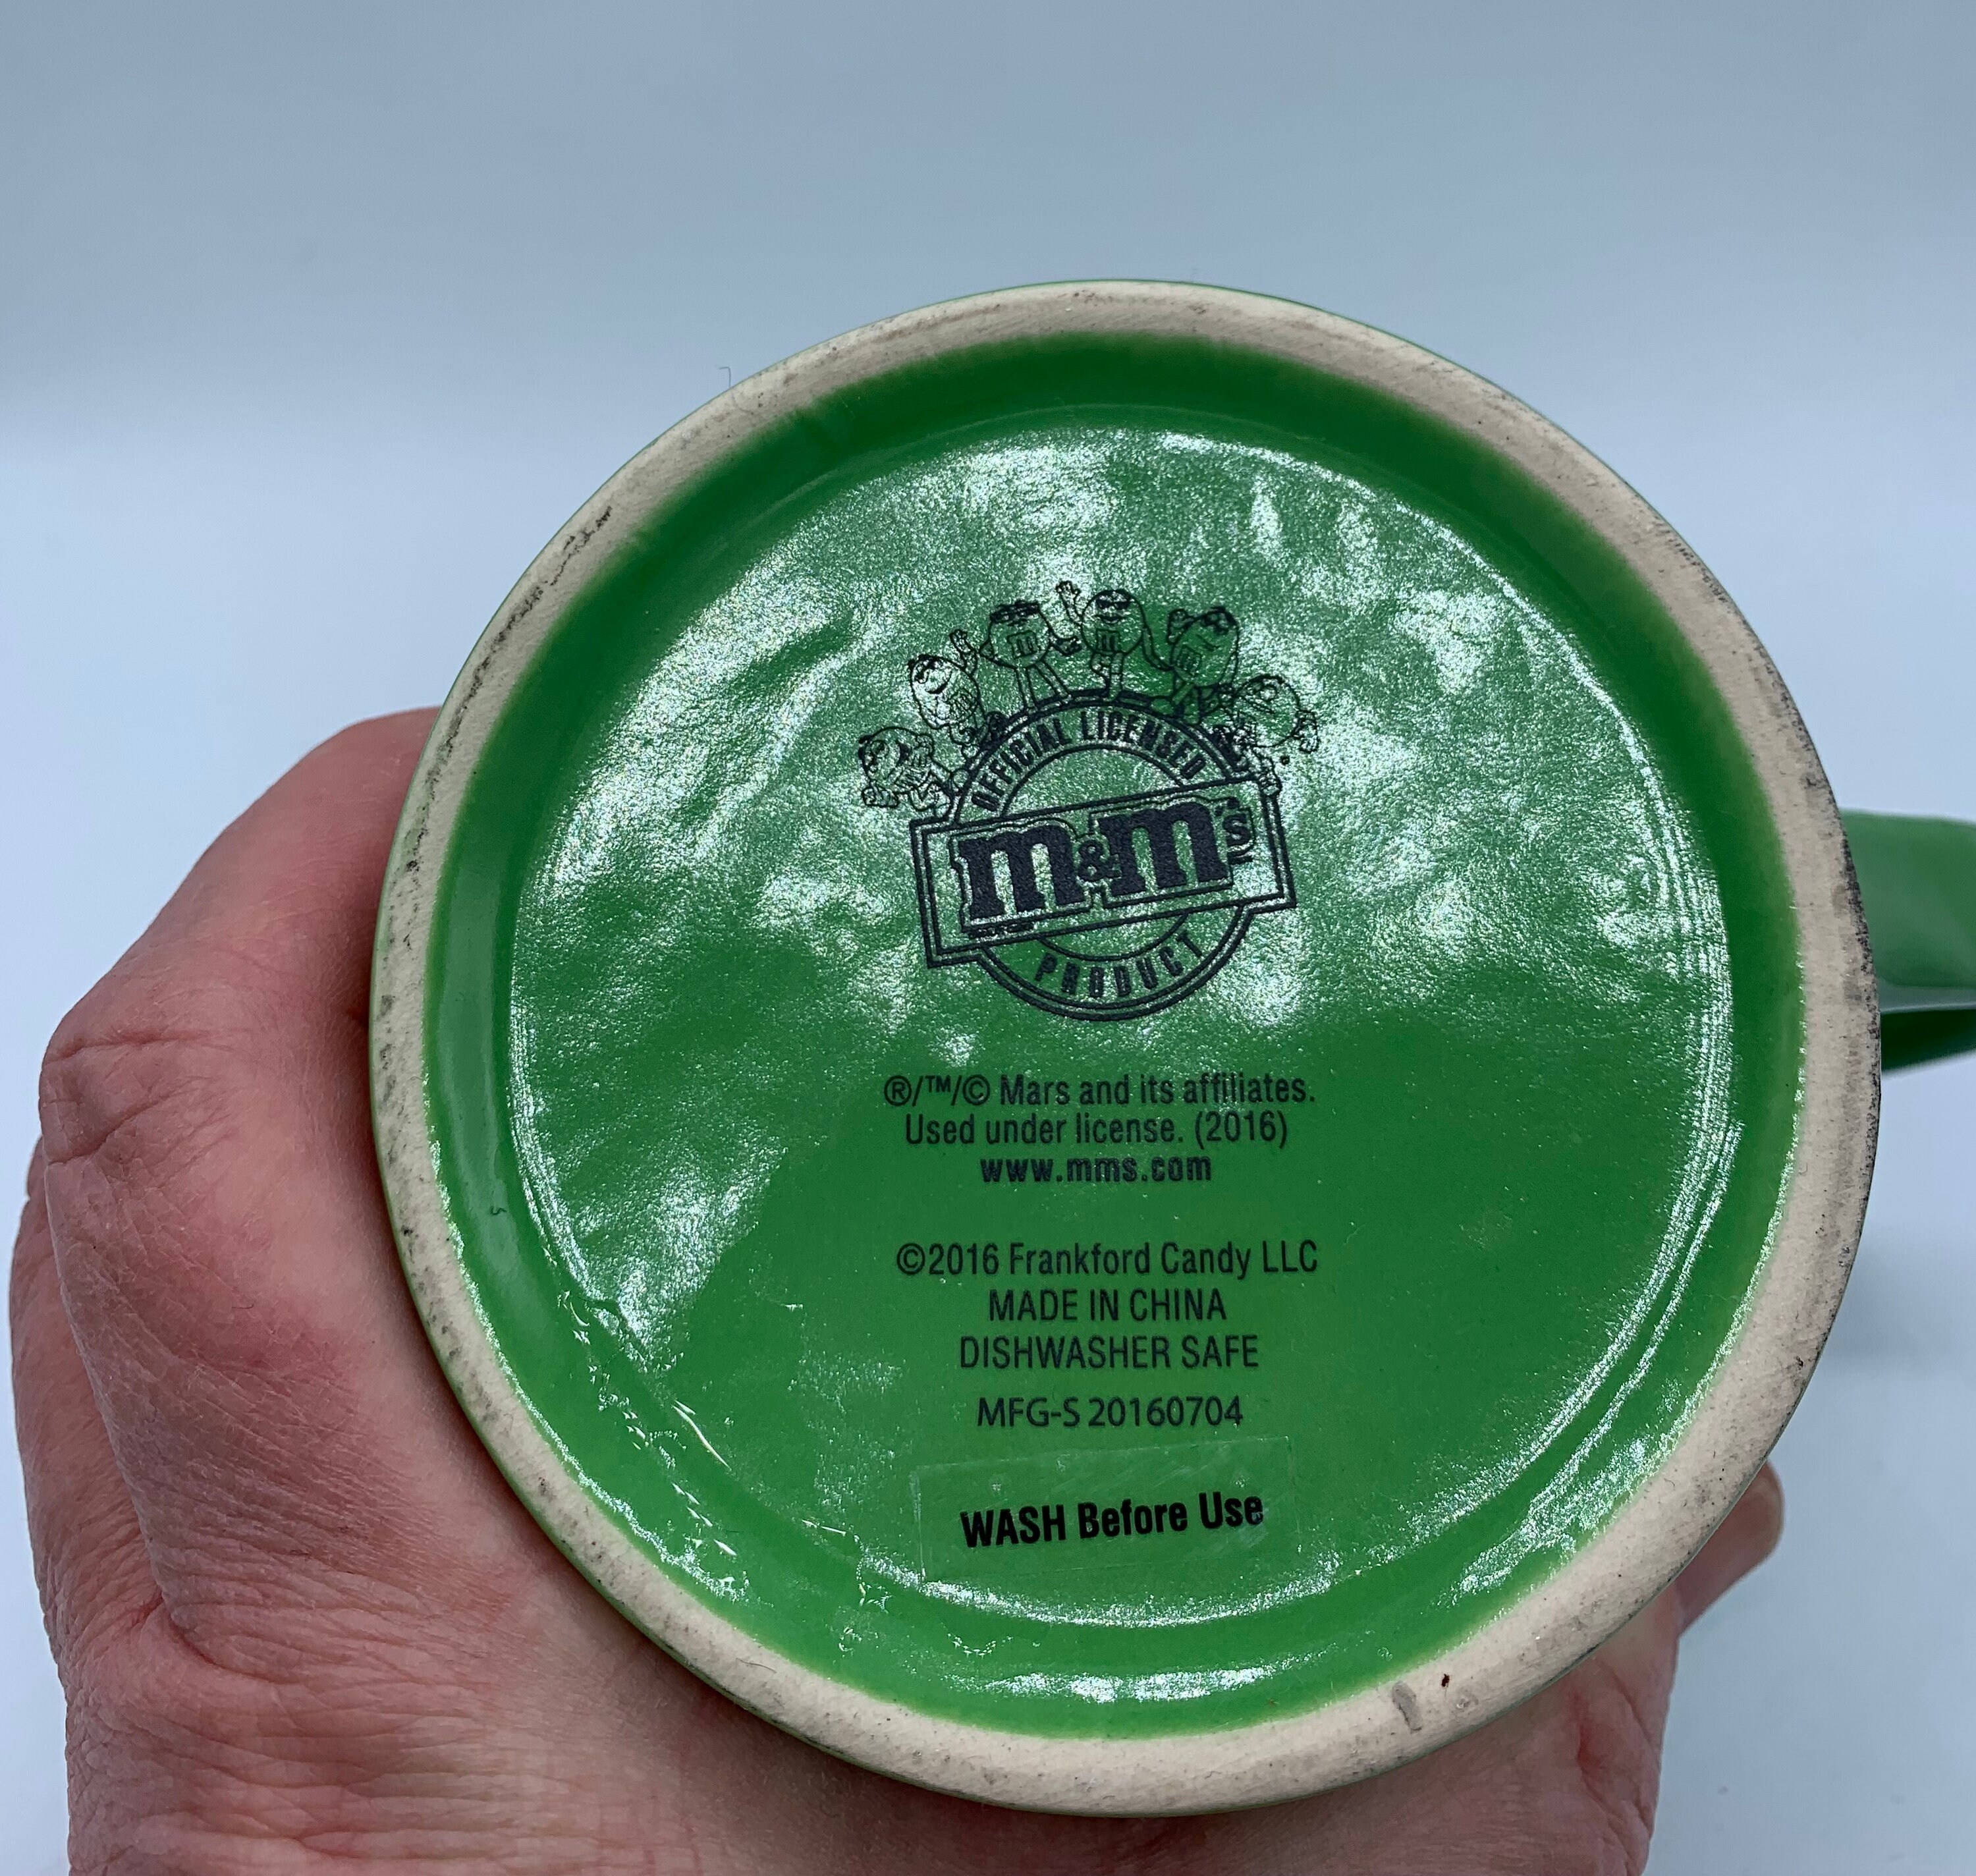 OFFICIAL LICENSED
m&m's
PRODUCT
®/™/© Mars and its affiliates.
Used under license. (2016)
www.mms.com
©2016 Frankford Candy LLC
MADE IN CHINA
DISHWASHER SAFE
MFG-S 20160704
WASH Before Use